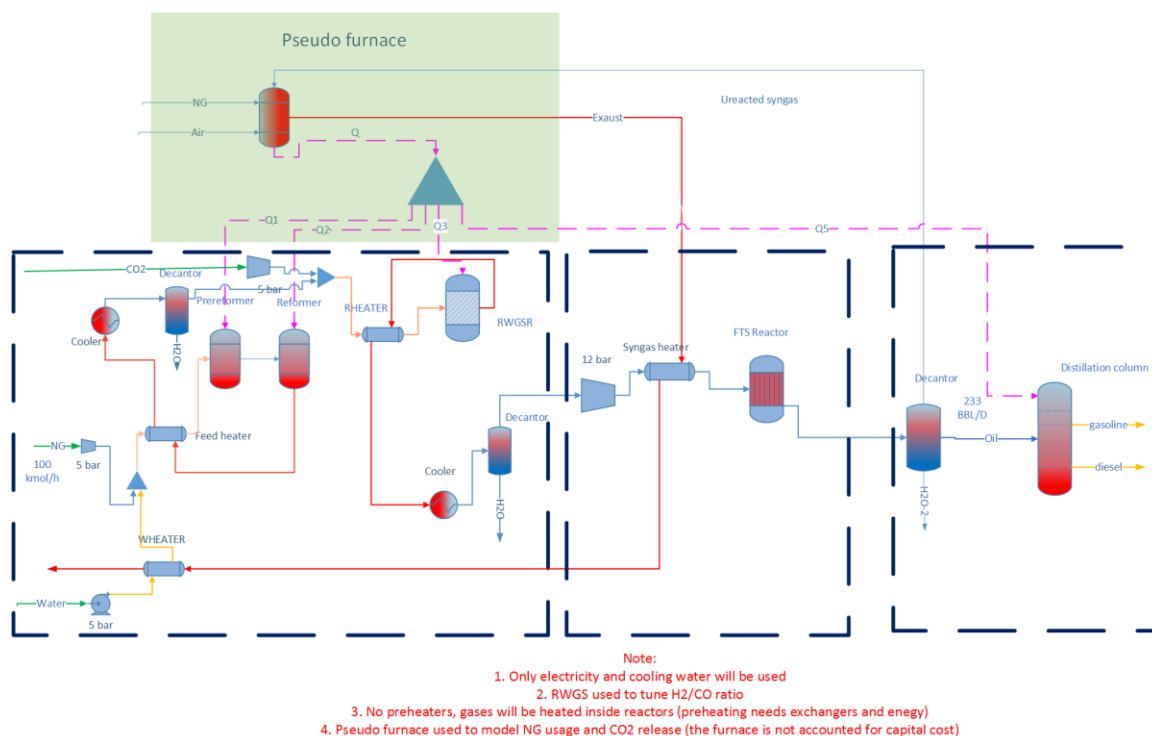 Pseudo furnace
Ureacted syngas
NG
Exaust
Air
Q
Q1
Q2
Q3
Q5
CO2
Decantor
5 bar
Prereformer
Reformer
RHEATER
RWGSR
Cooler
H2O
FTS Reactor
12 bar
Syngas heater
Distillation column
Decantor
233
BBL/D
gasoline
Oil
diesel
Decantor
Feed heater
NG
5 bar
100
kmol/h
Cooler
H2O
H2O-2
WHEATER
Water
5 bar
Note:
1. Only electricity and cooling water will be used
2. RWGS used to tune H2/CO ratio
3. No preheaters, gases will be heated inside reactors (preheating needs exchangers and enegy)
4. Pseudo furnace used to model NG usage and CO2 release (the furnace is not accounted for capital cost)